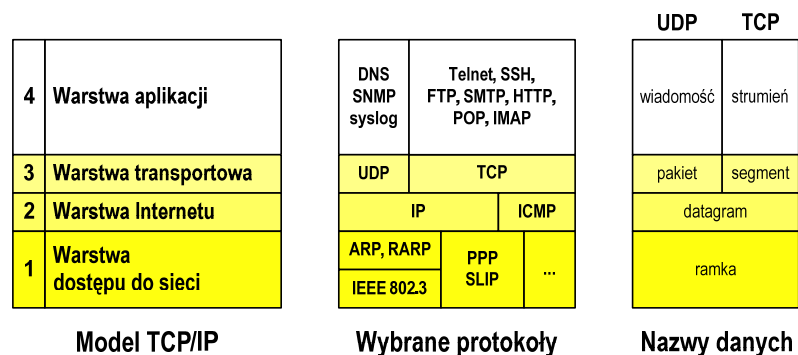 UDP TCP
4 Warstwa aplikacji
3 Warstwa transportowa
2 Warstwa Internetu
1 Warstwa
dostępu do sieci
Model TCP/IP
DNS
SNMP
syslog
Telnet, SSH,
FTP, SMTP, HTTP,
POP, IMAP
UDP TCP
IP ICMP
ARP, RARP
IEEE 802.3
PPP
SLIP
...
Wybrane protokoły
wiadomość strumień
pakiet segment
datagram
ramka
Nazwy danych